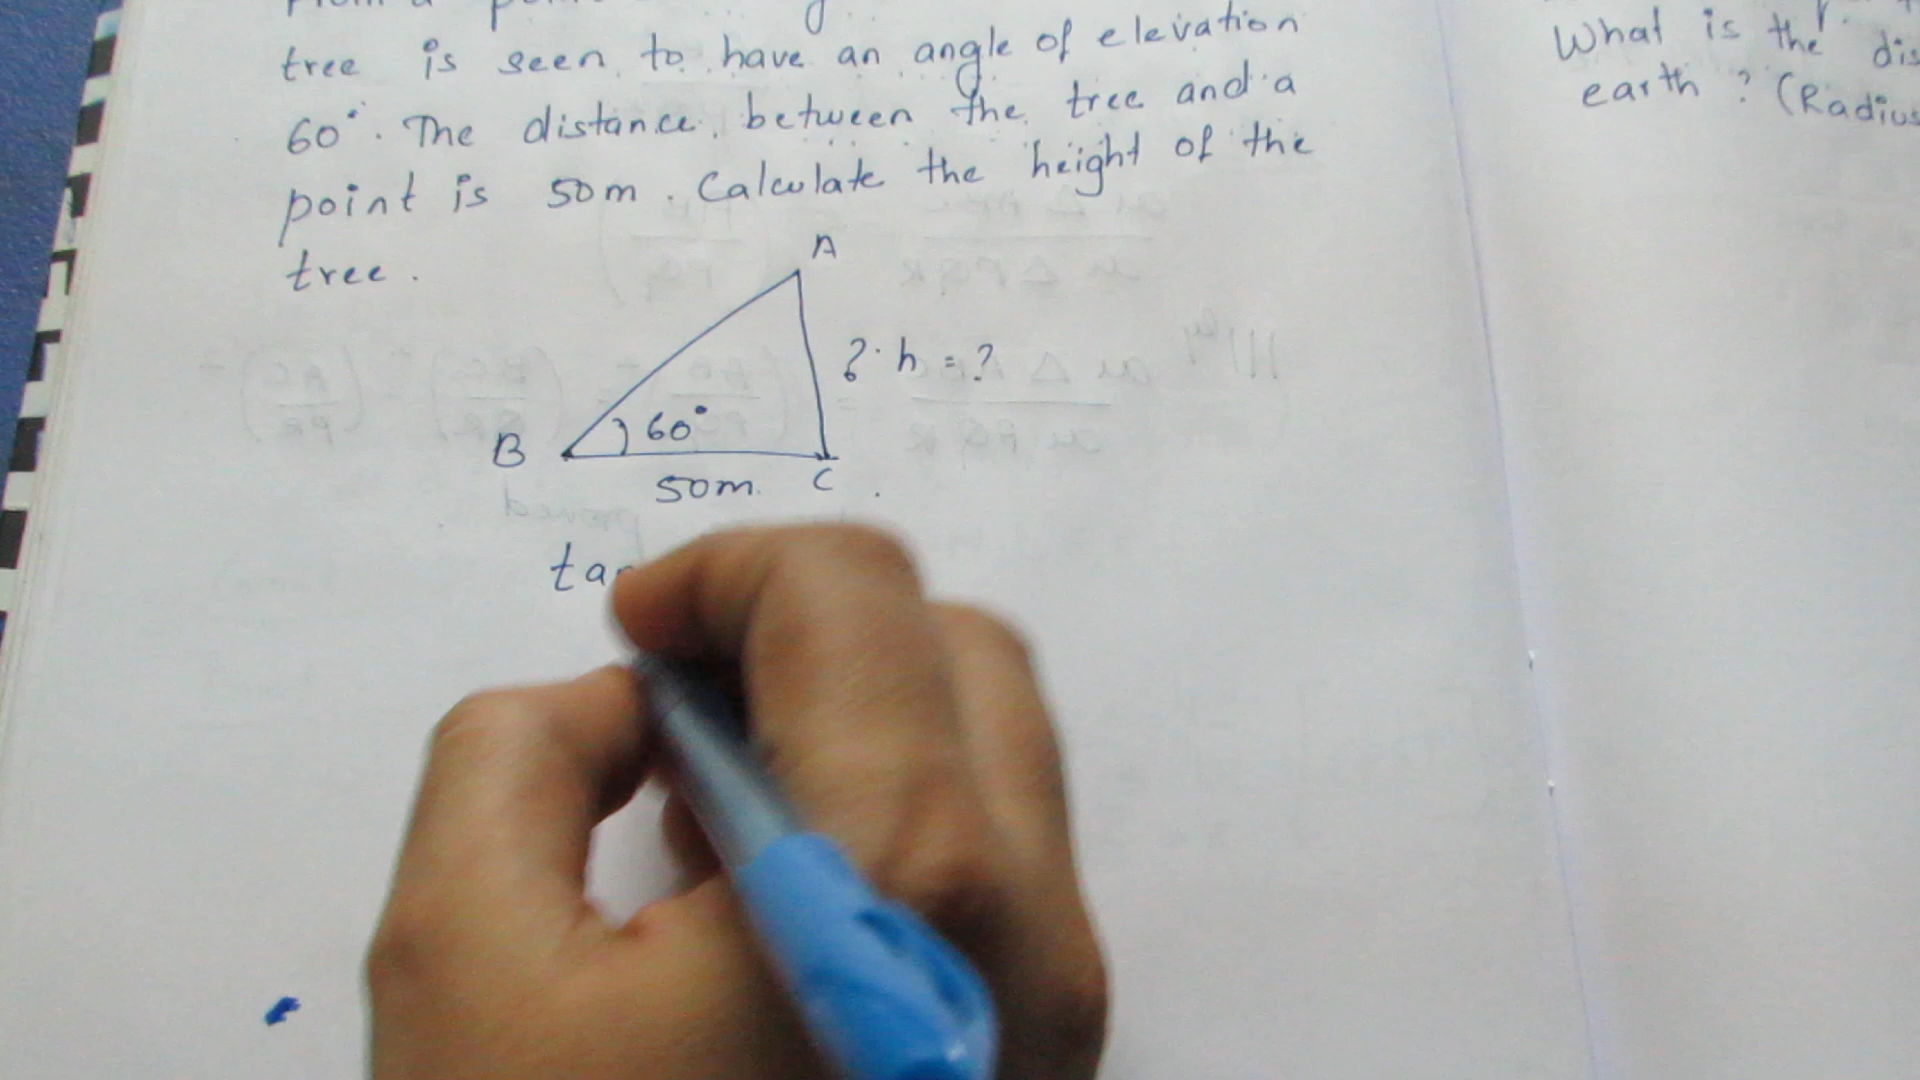 tree is seen to have an angle of elevation
60°. The distance between the tree and a
point is 50m. Calculate the height of the
tree.
A
?. h = ?
60°
B
50m.
C
tan
What is the
earth ? (Radius